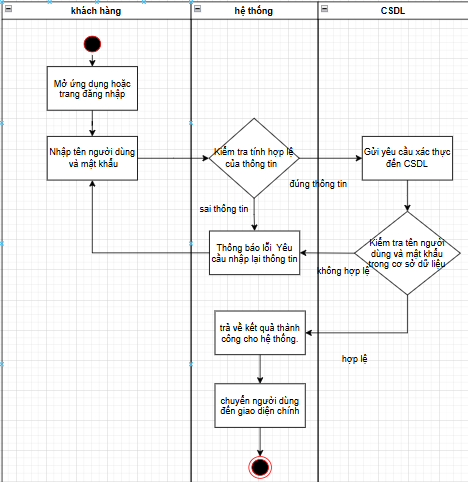 khách hàng
hệ thống
CSDL
Mở ứng dụng hoặc
trang đăng nhập
Nhập tên người dùng
và mật khẩu
Kiểm tra tính hợp lệ
của thông tin
Gửi yêu cầu xác thực
đến CSDL
đúng thông tin
sai thông tin
Thông báo lỗi Yêu
cầu nhập lại thông tin
Kiểm tra tên người
dùng và mật khẩu
trong cơ sở dữ liệu
không hợp lệ
trả về kết quả thành
công cho hệ thống.
hợp lệ
chuyển người dùng
đến giao diện chính